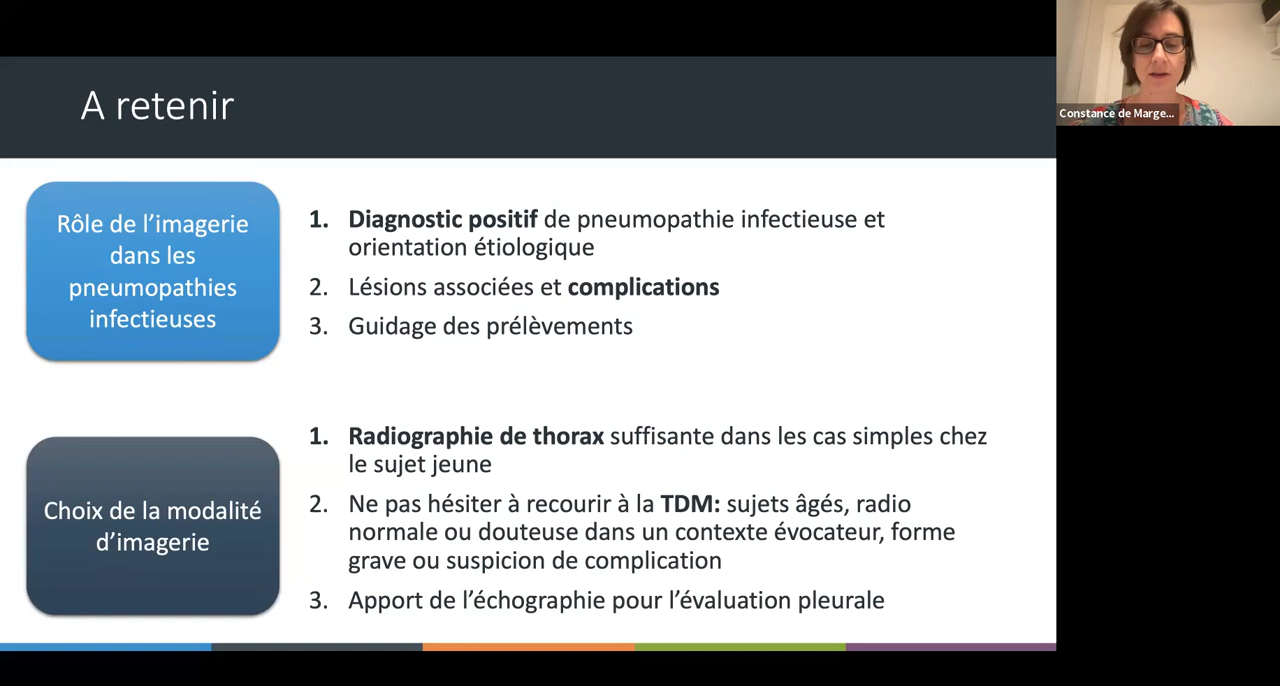 A retenir
Constance de Marge...
Rôle de l’imagerie
dans les
pneumopathies
infectieuses
1. Diagnostic positif de pneumopathie infectieuse et
orientation étiologique
2. Lésions associées et complications
3. Guidage des prélèvements
Choix de la modalité
d’imagerie
1. Radiographie de thorax suffisante dans les cas simples chez
le sujet jeune
2. Ne pas hésiter à recourir à la TDM: sujets âgés, radio
normale ou douteuse dans un contexte évocateur, forme
grave ou suspicion de complication
3. Apport de l’échographie pour l’évaluation pleurale